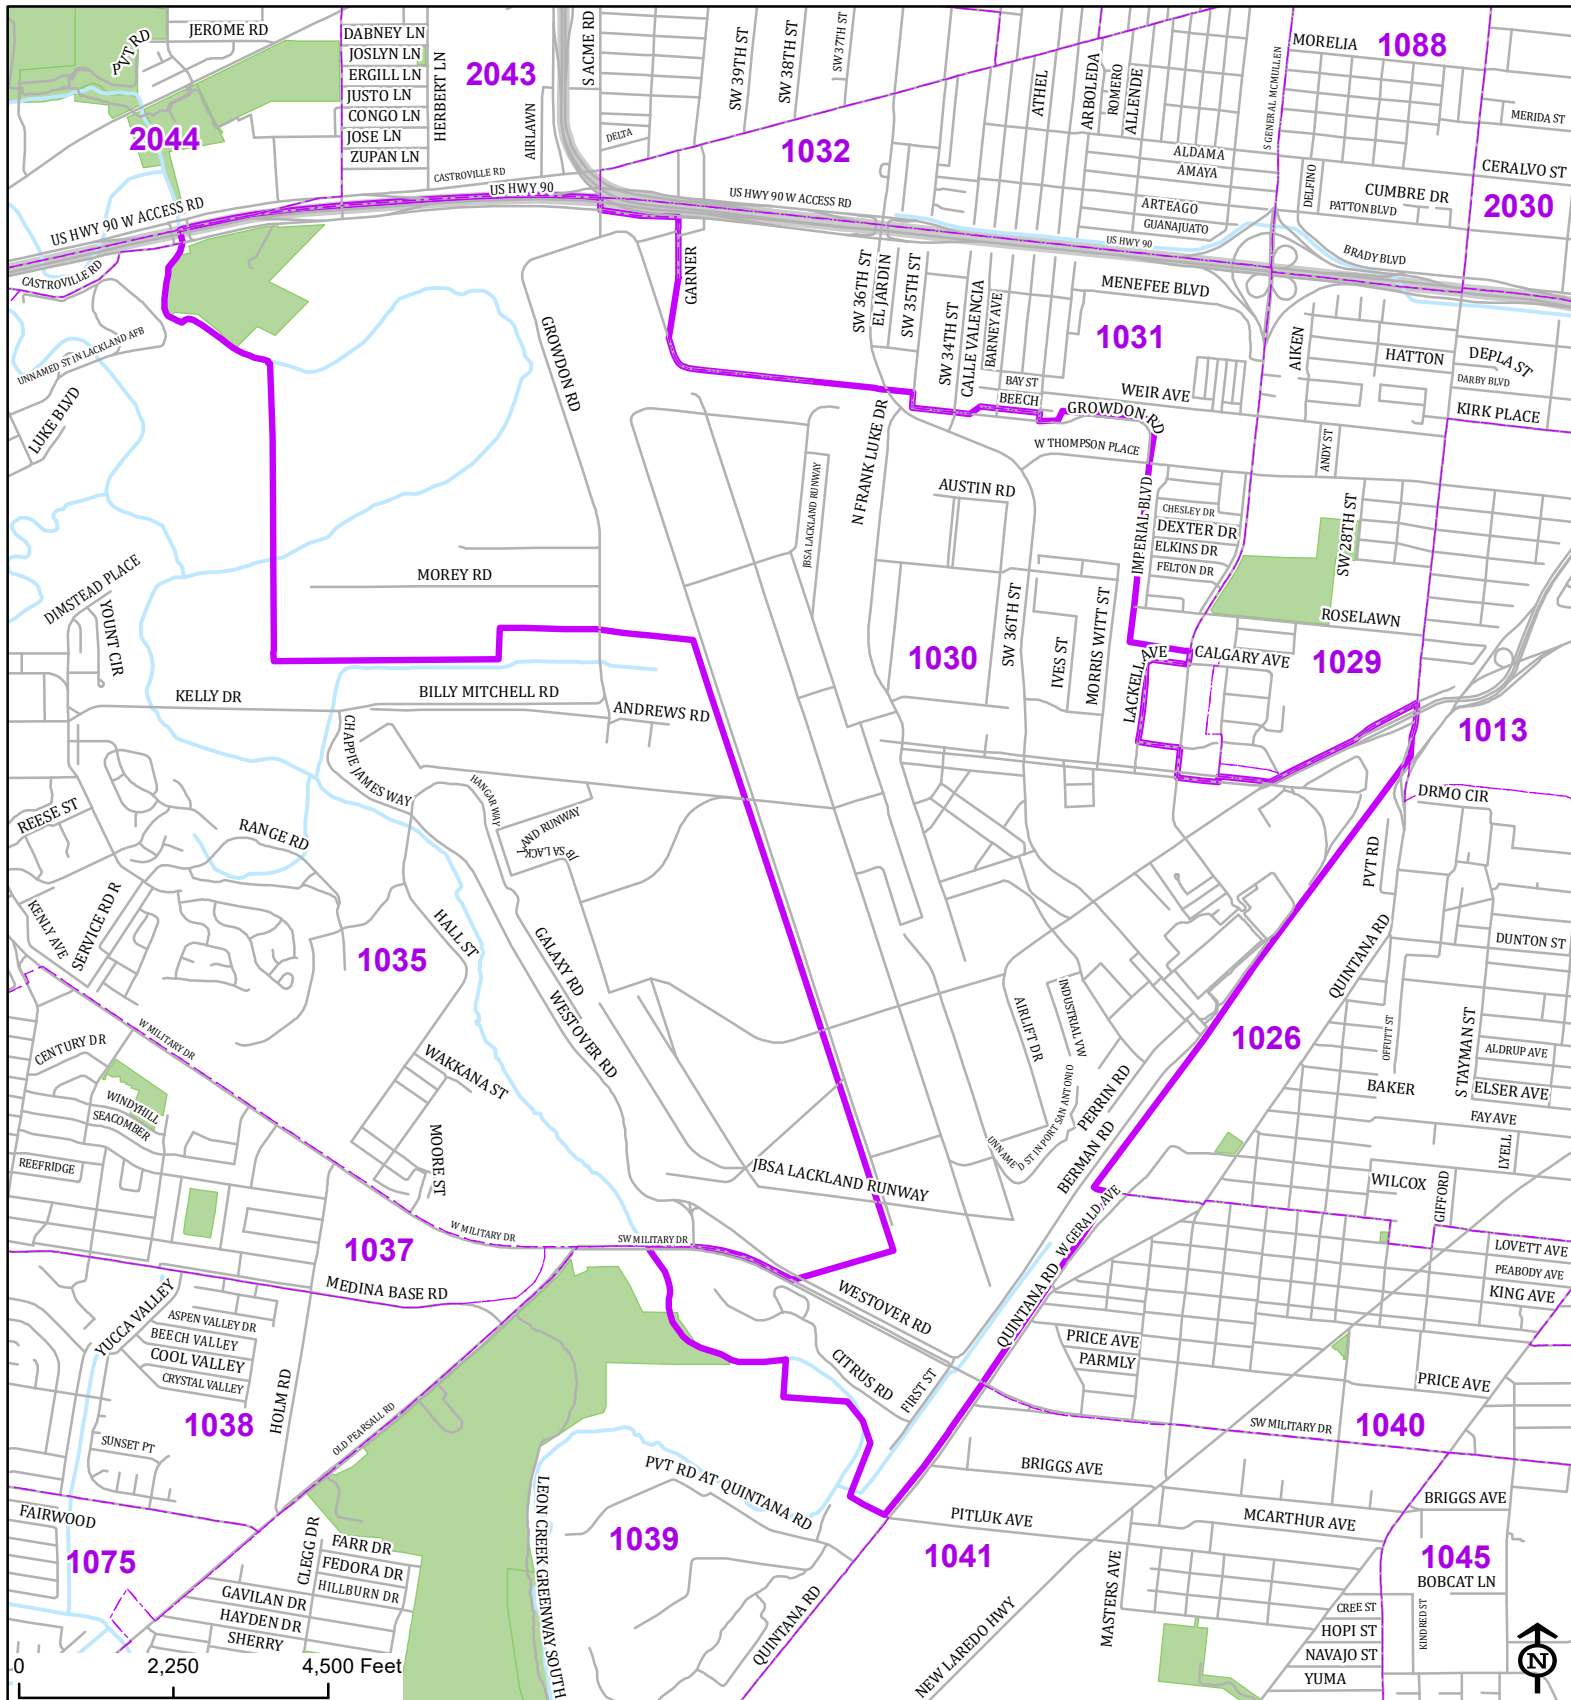 PVT RD
JEROME RD
DABNEY LN
JOSLYN LN
ERGILL LN
JUSTO LN
CONGO LN
JOSE LN
ZUPAN LN
HERBERT LN
2043
AIRLAWN
S ACME RD
DELTA
SW 39TH ST
SW 38TH ST
SW 37TH ST
1032
ATHEL
ARBOLEDA
ROMERO
ALLENDE
S GENERAL MCMULLEN
MORELIA
1088
MERIDA ST
CERALVO ST
2030
2044
ALDAMA
AMAYA
ARTEAGO
GUANAJUATO
DELFINO
CUMBRE DR
PATTON BLVD
BRADY BLVD
CASTROVILLE RD
US HWY 90
US HWY 90 W ACCESS RD
US HWY 90 W ACCESS RD
US HWY 90
CASTROVILLE RD
UNNAMED ST IN LACKLAND AFB
LUKE BLVD
GARNER
GROWDON RD
SW 36TH ST
EL JARDIN
SW 35TH ST
SW 34TH ST
CALLE VALENCIA
BARNEY AVE
MENEFEE BLVD
1031
BAY ST
BEECH
WEIR AVE
GROWDON RD
W THOMPSON PLACE
AIKEN
HATTON
DEPLA ST
DARBY BLVD
KIRK PLACE
ANDY ST
SW 28TH ST
N FRANK LUKE DR
JBSA LACKLAND RUNWAY
AUSTIN RD
IMPERIAL BLVD
CHESLEY DR
DEXTER DR
ELKINS DR
FELTON DR
ROSELAWN
DIMSTEAD PLACE
YOUNT CIR
MOREY RD
KELLY DR
BILLY MITCHELL RD
ANDREWS RD
CHAPPIE JAMES WAY
1030
SW 36TH ST
IVES ST
MORRIS WITT ST
LACKELL AVE
CALGARY AVE
1029
1013
DRMO CIR
PVT RD
REESE ST
RANGE RD
HANGAR WAY
JBSA LACKLAND RUNWAY
KENLY AVE
SERVICE RD R
HALL ST
1035
GALAXY RD
WESTOVER RD
W MILITARY DR
CENTURY DR
WINDYHILL
SEACOMBER
REEFRIDGE
WAKKANA ST
MOORE ST
AIRLIFT DR
INDUSTRIAL VW
UNNAMED ST IN PORT SAN ANTONIO
PERRIN RD
BERMAN RD
QUINTANA RD
DUNTON ST
1026
OFFUTT ST
S TAYMAN ST
ALDRUP AVE
BAKER
ELSER AVE
FAY AVE
LYELL
WILCOX
GIFFORD
JBSA LACKLAND RUNWAY
W GERALD AVE
LOVETT AVE
PEABODY AVE
KING AVE
1037
W MILITARY DR
SW MILITARY DR
MEDINA BASE RD
WESTOVER RD
QUINTANA RD
YUCCA VALLEY
ASPEN VALLEY DR
BEECH VALLEY
COOL VALLEY
CRYSTAL VALLEY
1038
HOLM RD
SUNSET PT
OLD PEARSALL RD
CITRUS RD
FIRST ST
PRICE AVE
PARMLY
PRICE AVE
SW MILITARY DR
1040
BRIGGS AVE
BRIGGS AVE
PITLUK AVE
MCARTHUR AVE
FAIRWOOD
1075
CLEGG DR
FARR DR
FEDORA DR
HILLBURN DR
GAVILAN DR
HAYDEN DR
SHERRY
LEON CREEK GREENWAY SOUTH
PVT RD AT QUINTANA RD
1039
QUINTANA RD
1041
NEW LAREDO HWY
MASTERS AVE
1045
BOBCAT LN
KINDRED ST
CREE ST
HOPI ST
NAVAJO ST
YUMA
0 2,250 4,500 Feet
N